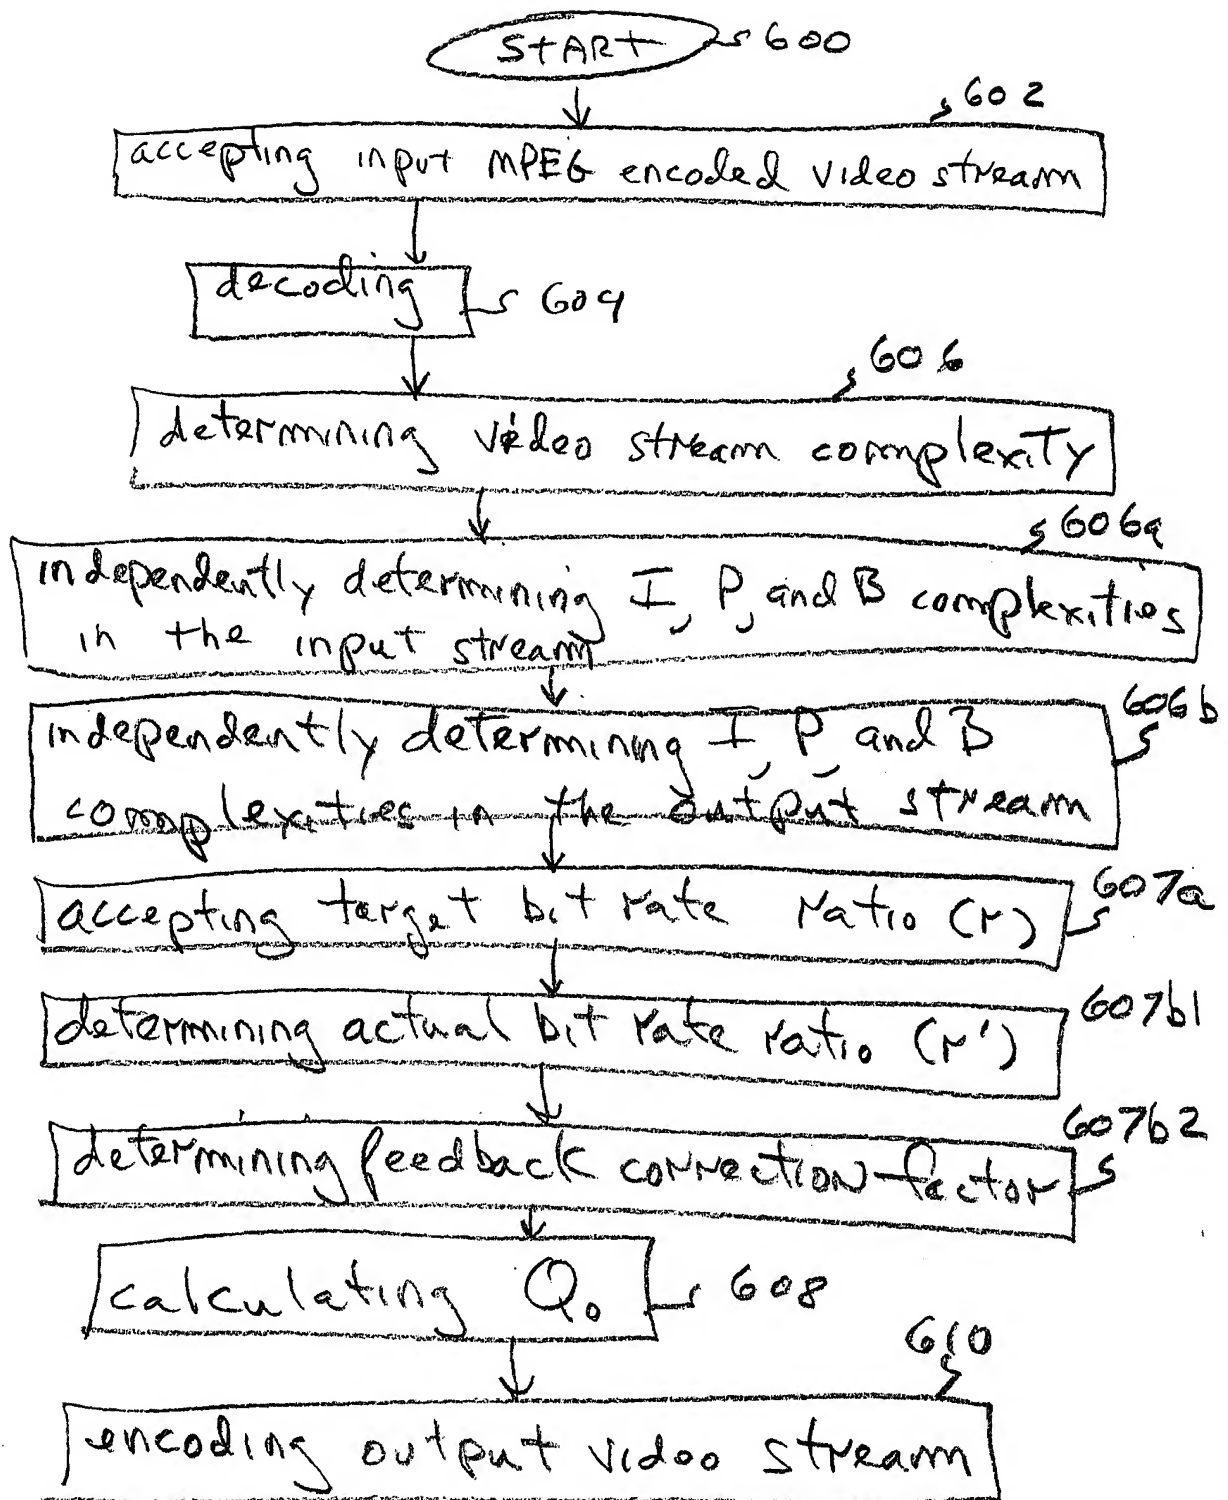 START 600
602
accepting input MPEG encoded video stream
decoding 604
606
determining video stream complexity
606a
independently determining I, P, and B complexities
in the input stream
606b
independently determining I, P, and B
complexities in the output stream
607a
accepting target bit rate ratio (r)
607b1
determining actual bit rate ratio (r')
607b2
determining feedback correction factor
calculating Qo 608
610
encoding output video stream